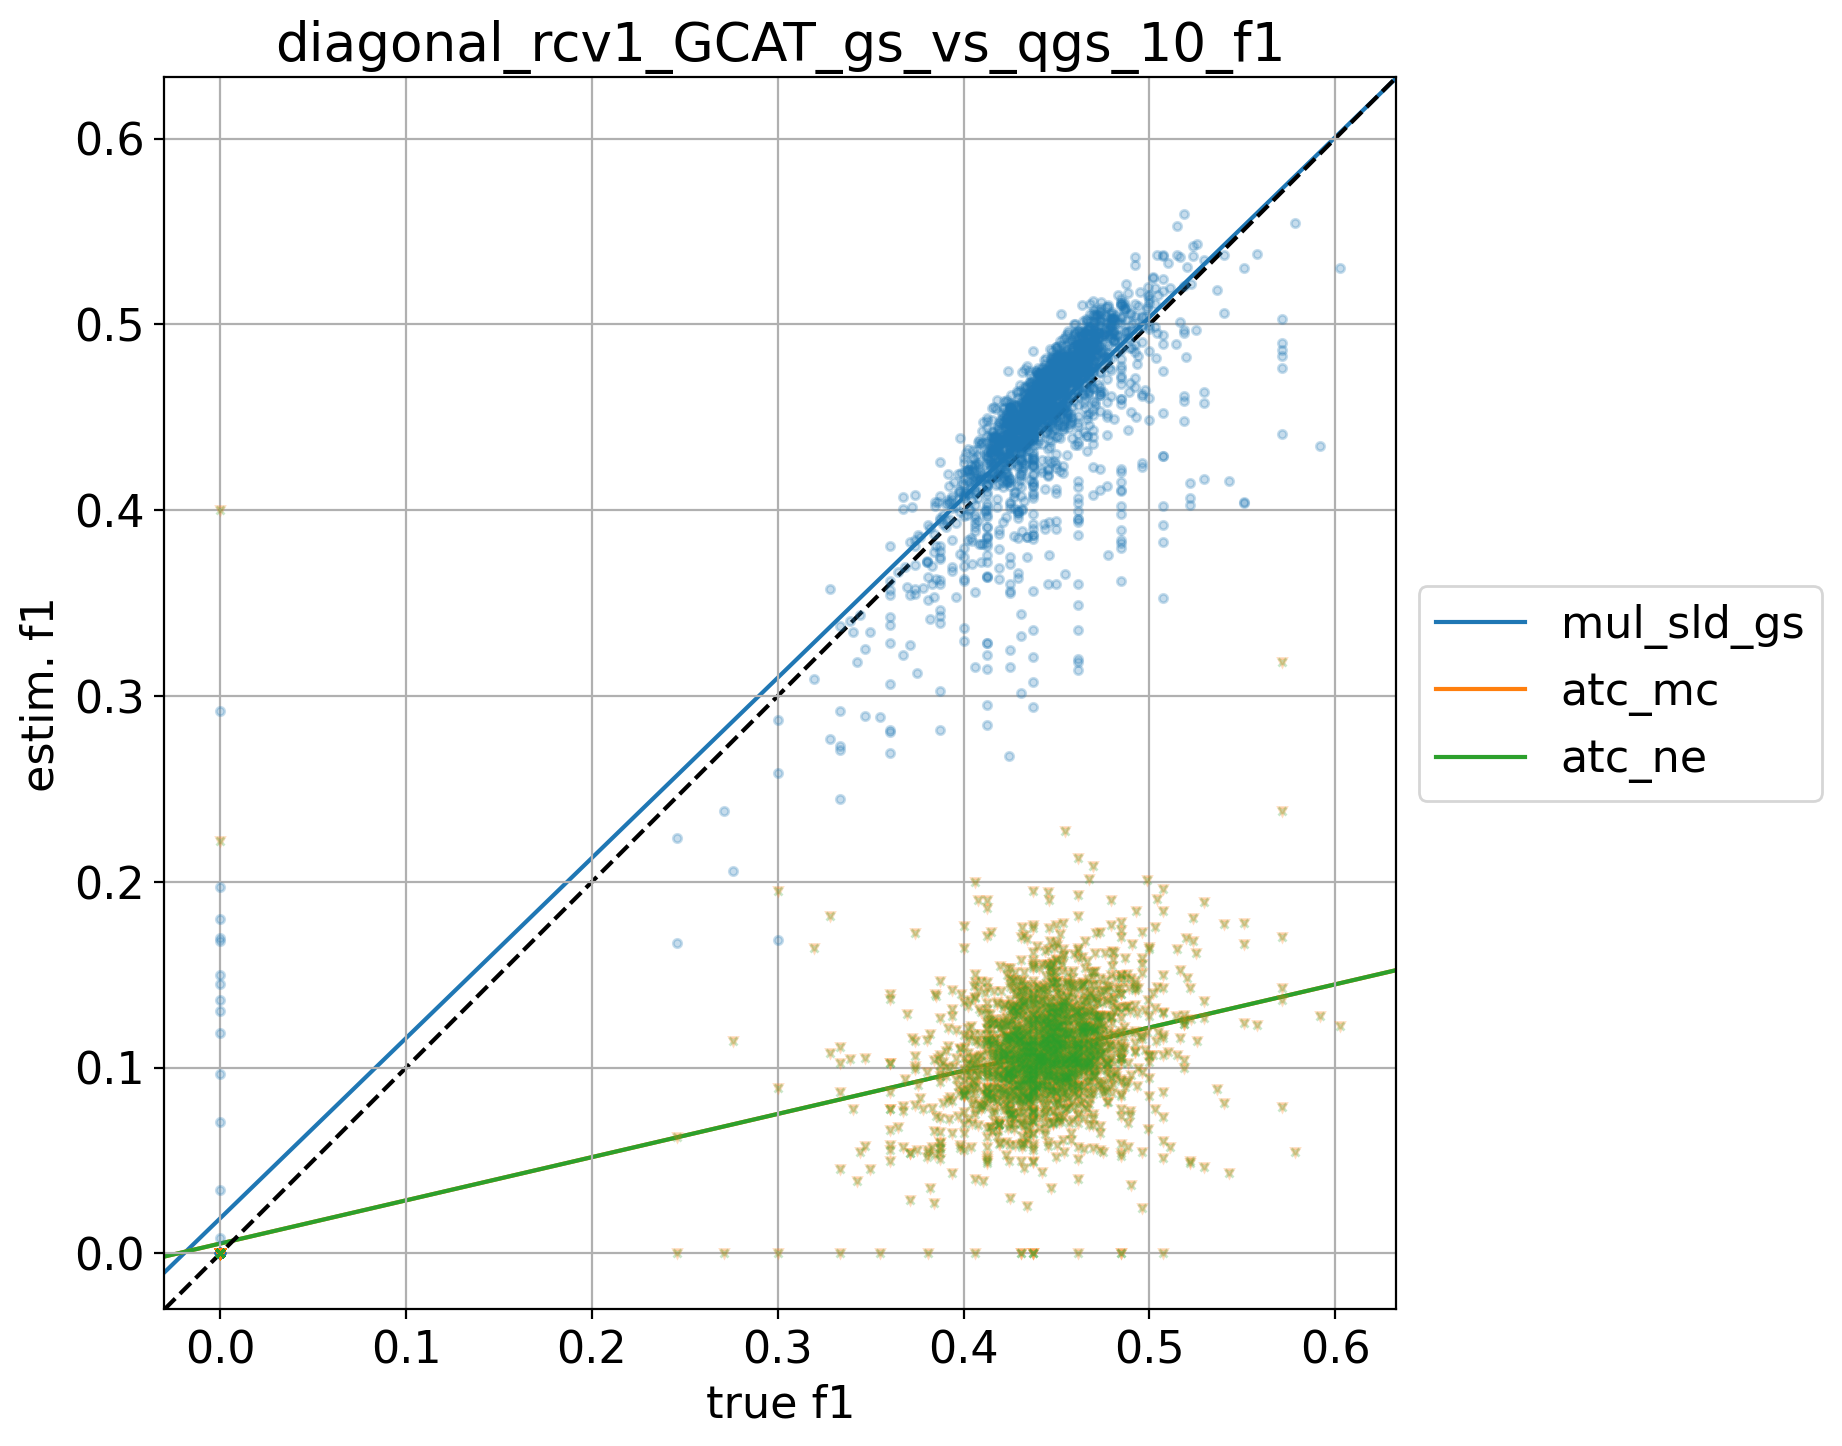 diagonal_rcv1_GCAT_gs_vs_qgs_10_f1
0.6
0.5
0.4
0.3
0.2
0.1
0.0
estim. f1
0.0 0.1 0.2 0.3 0.4 0.5 0.6
true f1
mul_sld_gs
atc_mc
atc_ne